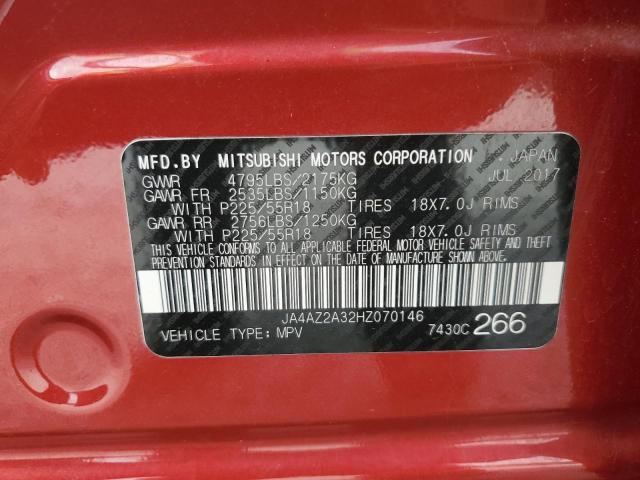 MFD.BY MITSUBISHI MOTORS CORPORATION . JAPAN
GVWR 4795LBS/2175KG JUL 2017
GAWR FR 2535LBS/1150KG
WITH P225/55R18 TIRES 18X7.0J RIMS
GAWR RR 2756LBS/1250KG
WITH P225/55R18 TIRES 18X7.0J RIMS
THIS VEHICLE CONFORMS TO ALL APPLICABLE FEDERAL MOTOR VEHICLE SAFETY AND THEFT
PREVENTION STANDARDS IN EFFECT ON THE DATE OF MANUFACTURE SHOWN ABOVE.
JA4AZ2A32HZ070146
VEHICLE TYPE: MPV 7430C 266